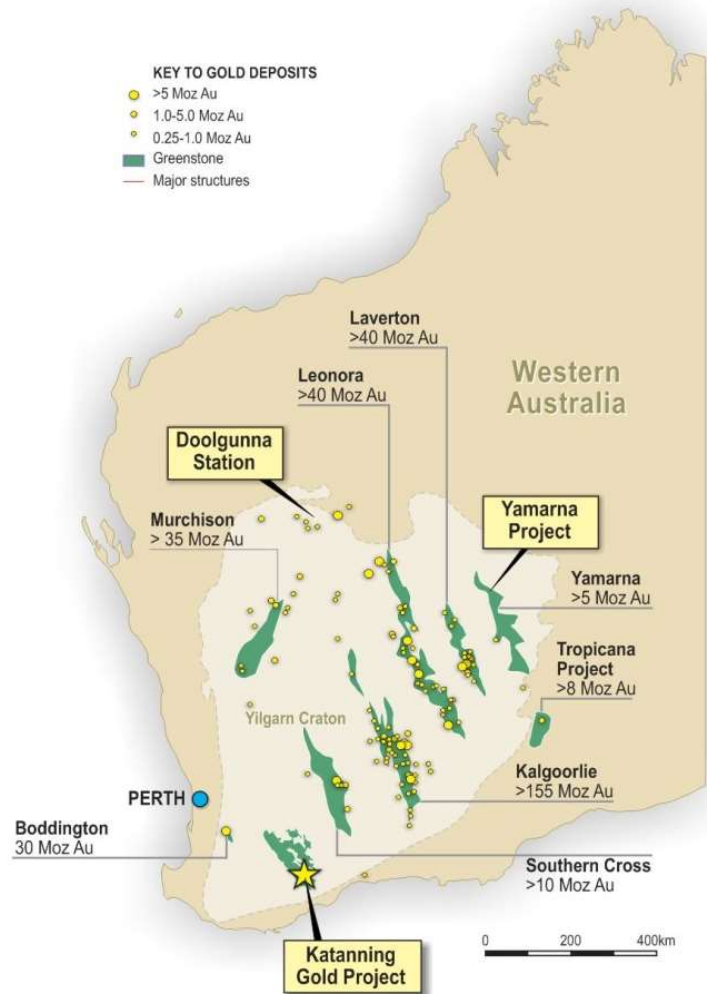 KEY TO GOLD DEPOSITS
>5 Moz Au
1.0-5.0 Moz Au
0.25-1.0 Moz Au
Greenstone
Major structures
Laverton
>40 Moz Au
Leonora
>40 Moz Au
Western
Australia
Doolgunna
Station
Murchison
> 35 Moz Au
Yamarna
Project
Yamarna
>5 Moz Au
Tropicana
Project
>8 Moz Au
Yilgarn Craton
PERTH
Kalgoorlie
>155 Moz Au
Boddington
30 Moz Au
Southern Cross
>10 Moz Au
Katanning
Gold Project
0 200 400km